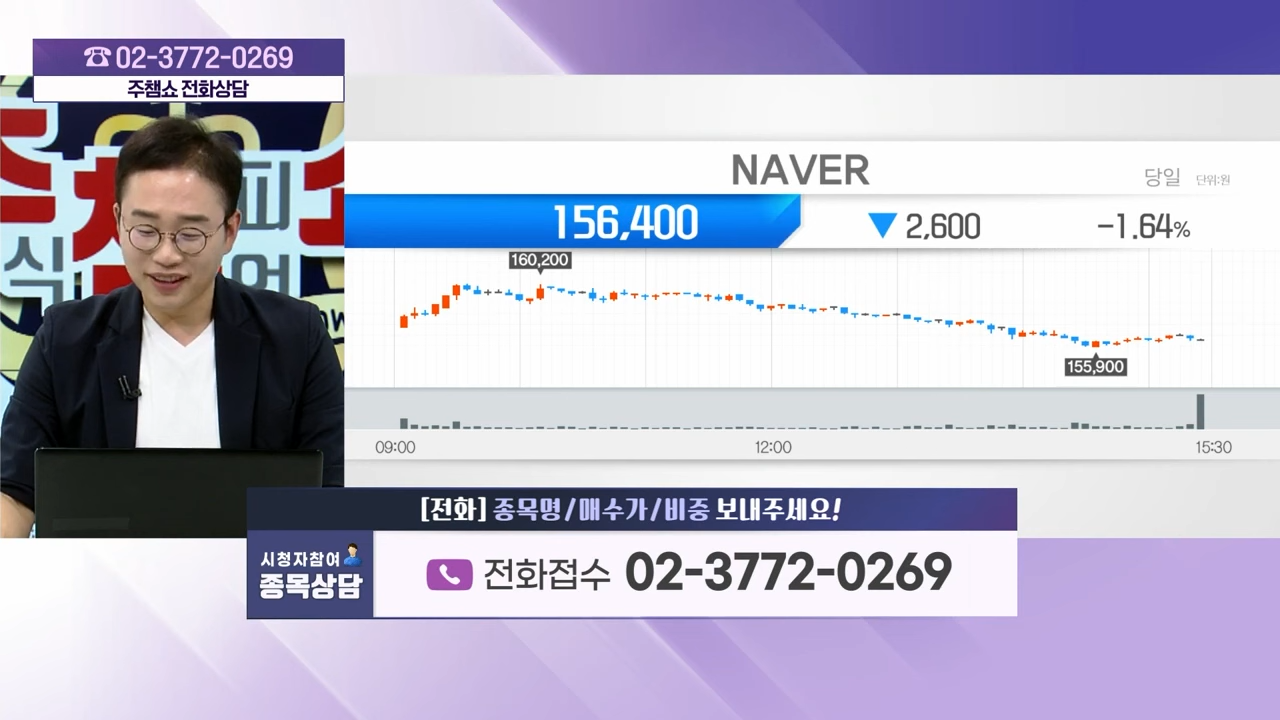 ☎02-3772-0269
주챔쇼 전화상담
피
식
NAVER
당일 단위:원
156,400 ▼ 2,600 -1.64%
160,200
155,900
09:00 12:00 15:30
[전화] 종목명/매수가/비중 보내주세요!
시청자참여
종목상담
전화접수 02-3772-0269